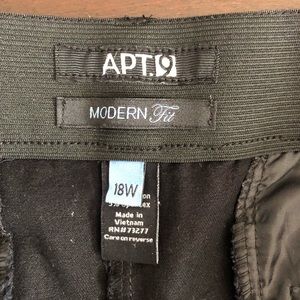 APT.9
MODERN Fit
18W
Made in
Vietnam
RN# 73277
Care on reverse